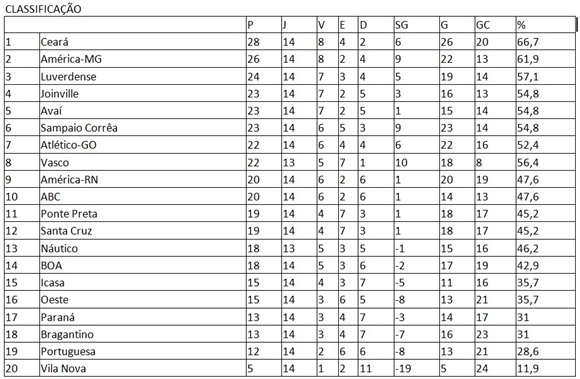 CLASSIFICAÇÃO
P J V E D SG G GC %
1 Ceará 28 14 8 4 2 6 26 20 66,7
2 América-MG 26 14 8 2 4 9 22 13 61,9
3 Luverdense 24 14 7 3 4 5 19 14 57,1
4 Joinville 23 14 7 2 5 3 16 13 54,8
5 Avaí 23 14 7 2 5 1 15 14 54,8
6 Sampaio Corrêa 23 14 6 5 3 9 23 14 54,8
7 Atlético-GO 22 14 6 4 4 6 22 16 52,4
8 Vasco 22 13 5 7 1 10 18 8 56,4
9 América-RN 20 14 6 2 6 1 20 19 47,6
10 ABC 20 14 6 2 6 1 14 13 47,6
11 Ponte Preta 19 14 4 7 3 1 18 17 45,2
12 Santa Cruz 19 14 4 7 3 1 18 17 45,2
13 Náutico 18 13 5 3 5 -1 15 16 46,2
14 BOA 18 14 5 3 6 -2 17 19 42,9
15 Icasa 15 14 4 3 7 -5 11 16 35,7
16 Oeste 15 14 3 6 5 -8 13 21 35,7
17 Paraná 13 14 3 4 7 -3 14 17 31
18 Bragantino 13 14 3 4 7 -7 16 23 31
19 Portuguesa 12 14 2 6 6 -8 13 21 28,6
20 Vila Nova 5 14 1 2 11 -19 5 24 11,9